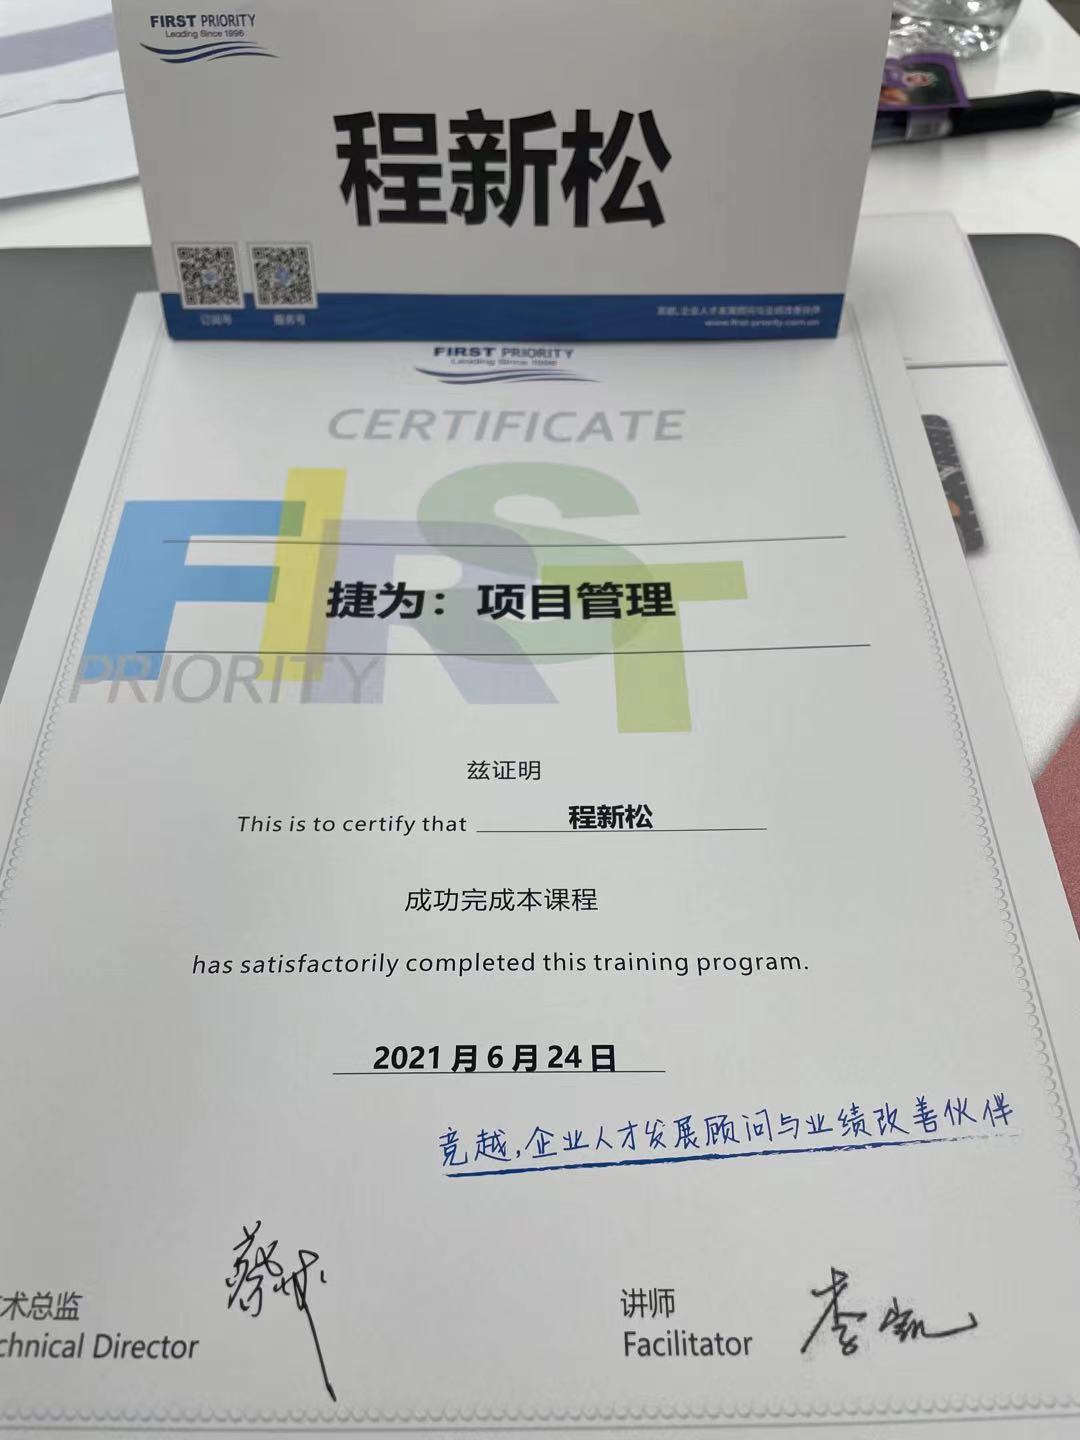 FIRST PRIORITY
Leading Since 1996
程新松
订阅号
服务号
竞越,企业人才发展顾问与业绩改善伙伴
www.first-priority.com.cn
FIRST PRIORITY
Leading Since 1996
CERTIFICATE
FIRST
捷为：项目管理
PRIORITY
兹证明
This is to certify that 程新松
成功完成本课程
has satisfactorily completed this training program.
2021 月 6 月 24 日
竞越,企业人才发展顾问与业绩改善伙伴
术总监
chnical Director
讲师
Facilitator
李凯